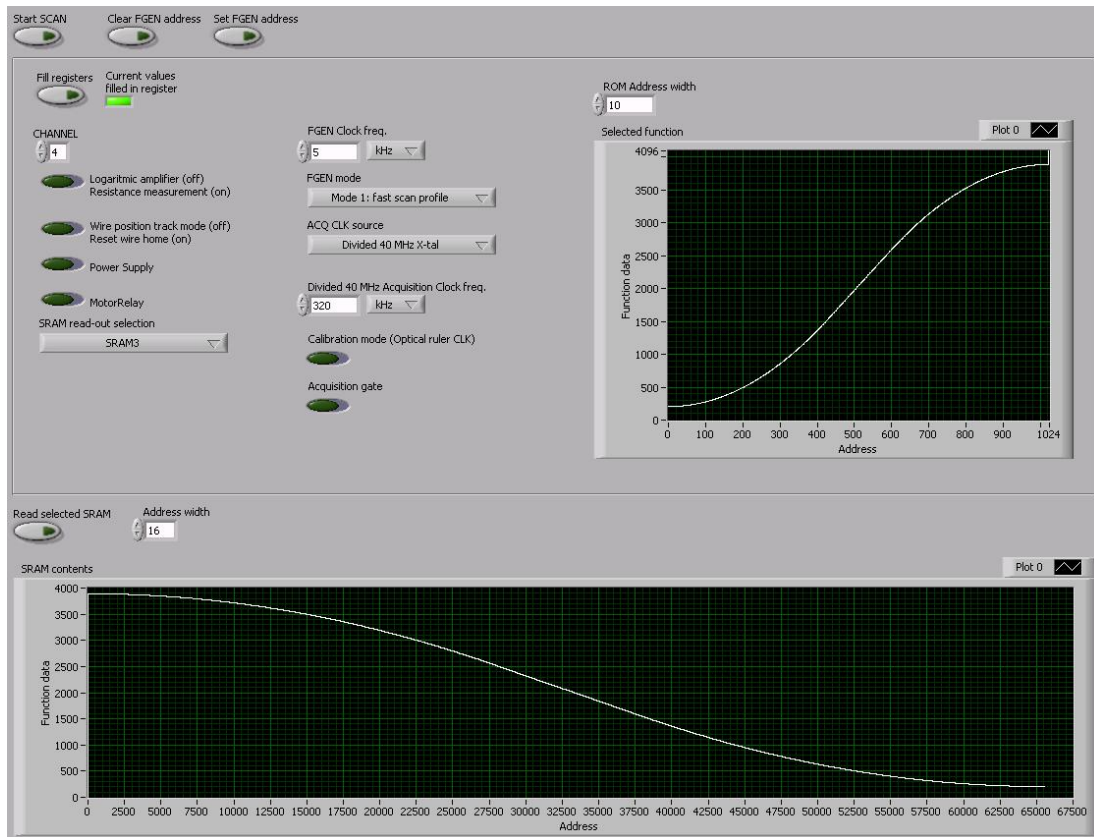 Start SCAN
Clear FGEN address
Set FGEN address
Fill registers
Current values
filled in register
CHANNEL
4
Logaritmic amplifier (off)
Resistance measurement (on)
Wire position track mode (off)
Reset wire home (on)
Power Supply
MotorRelay
SRAM read-out selection
SRAM3
FGEN Clock freq.
5 kHz
FGEN mode
Mode 1: fast scan profile
ACQ CLK source
Divided 40 MHz X-tal
Divided 40 MHz Acquisition Clock freq.
320 kHz
Calibration mode (Optical ruler CLK)
Acquisition gate
ROM Address width
10
Selected function
Plot 0
4096
3500
3000
2500
2000
1500
1000
500
0
Function data
0 100 200 300 400 500 600 700 800 900 1024
Address
Read selected SRAM
Address width
16
SRAM contents
Plot 0
4000
3500
3000
2500
2000
1500
1000
500
0
Function data
0 2500 5000 7500 10000 12500 15000 17500 20000 22500 25000 27500 30000 32500 35000 37500 40000 42500 45000 47500 50000 52500 55000 57500 60000 62500 65000 67500
Address